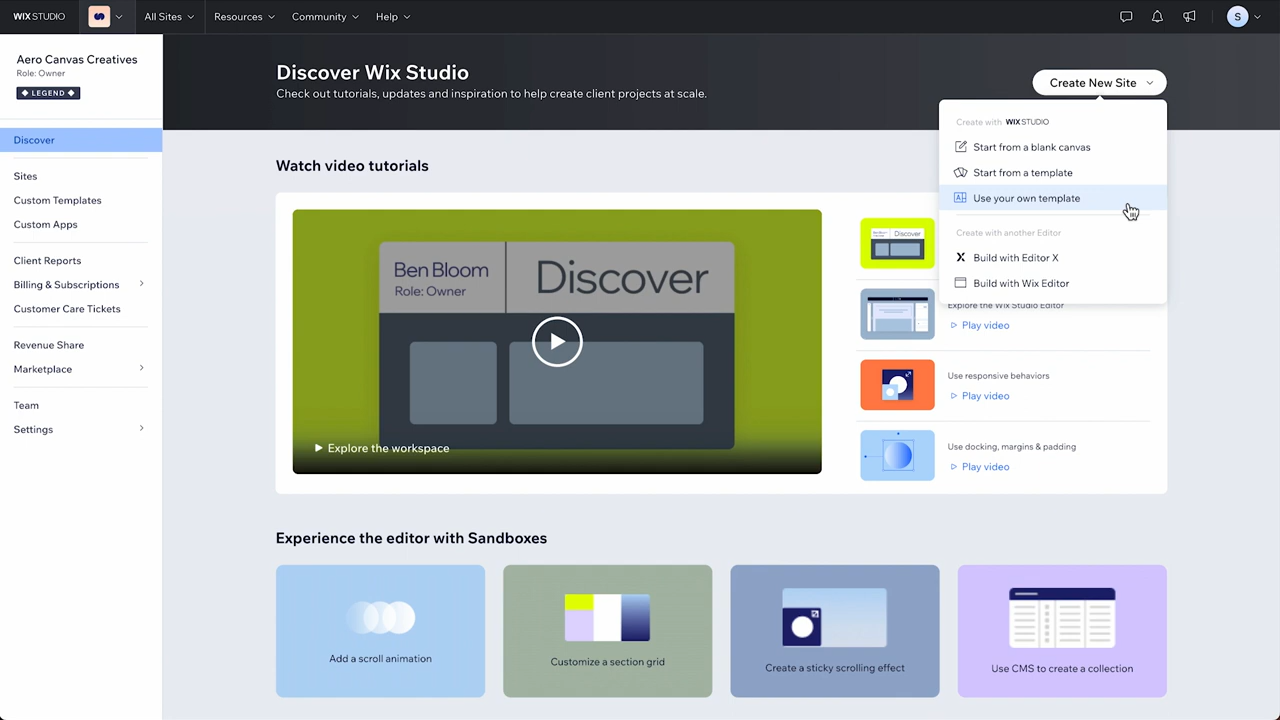 WIX STUDIO
All Sites
Resources
Community
Help
S
Aero Canvas Creatives
Role: Owner
LEGEND
Discover
Sites
Custom Templates
Custom Apps
Client Reports
Billing & Subscriptions
Customer Care Tickets
Revenue Share
Marketplace
Team
Settings
Discover Wix Studio
Check out tutorials, updates and inspiration to help create client projects at scale.
Create New Site
Create with WIX STUDIO
Start from a blank canvas
Start from a template
Use your own template
Create with another Editor
Build with Editor X
Build with Wix Editor
Watch video tutorials
Ben Bloom
Role: Owner
Discover
Explore the workspace
Ben Bloom
Discover
Explore the Wix Studio Editor
Play video
Use responsive behaviors
Play video
Use docking, margins & padding
Play video
Experience the editor with Sandboxes
Add a scroll animation
Customize a section grid
Create a sticky scrolling effect
Use CMS to create a collection